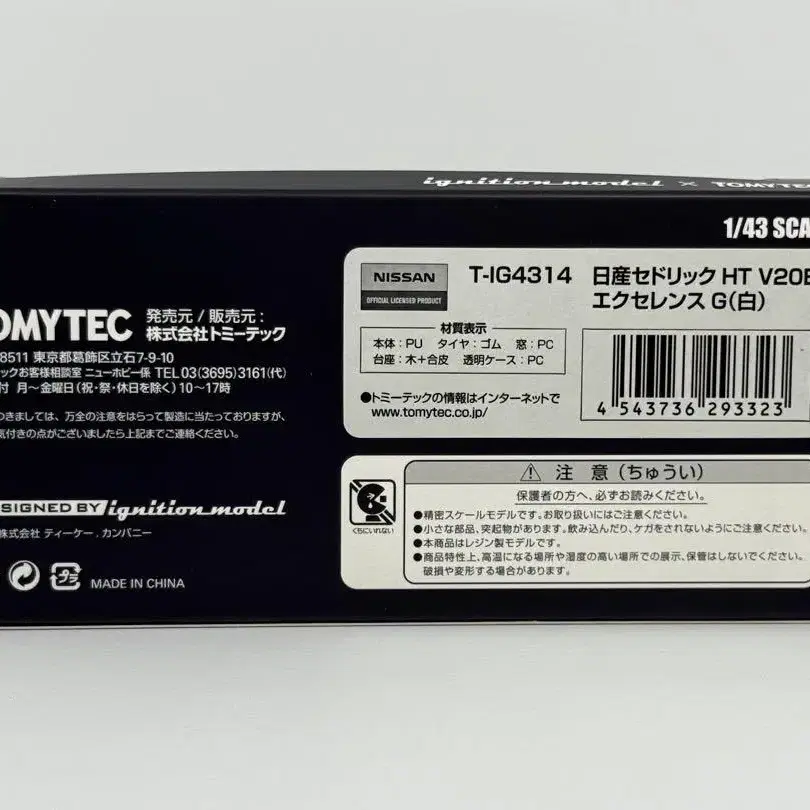 ignition model × TOMYTEC
1/43 SCA
NISSAN
OFFICIAL LICENSED PRODUCT
T-IG4314 日産セドリック HT V20E
エクセレンス G(白)
材質表示
本体：PU タイヤ：ゴム 窓：PC
台座：木+合皮 透明ケース：PC
●トミーテックの情報はインターネットで
www.tomytec.co.jp/
4 543736 293323
OMYTEC 発売元 / 販売元：
株式会社トミーテック
8511 東京都葛飾区立石7-9-10
ックお客様相談室 ニューホビー係 TEL 03(3695)3161(代)
付 月～金曜日(祝・祭・休日を除く)10～17時
つきましては、万全の注意をはらって製造に当たっておりますが、
気付きの点がございましたら上記までご連絡ください。
SIGNED BY ignition model
株式会社 ティーケー.カンパニー
プラ
MADE IN CHINA
注 意(ちゅうい)
保護者の方へ、必ずお読みください。
くちにいれない
●精密スケールモデルです。お取り扱いにはご注意ください。
●小さな部品、突起物があります。飲み込んだり、ケガをされないようにご注意ください。
●本商品はレジン製モデルです。
●商品特性上、高温になる場所や湿度の高い場所での展示、保管はしないでください。
破損や変形する場合があります。